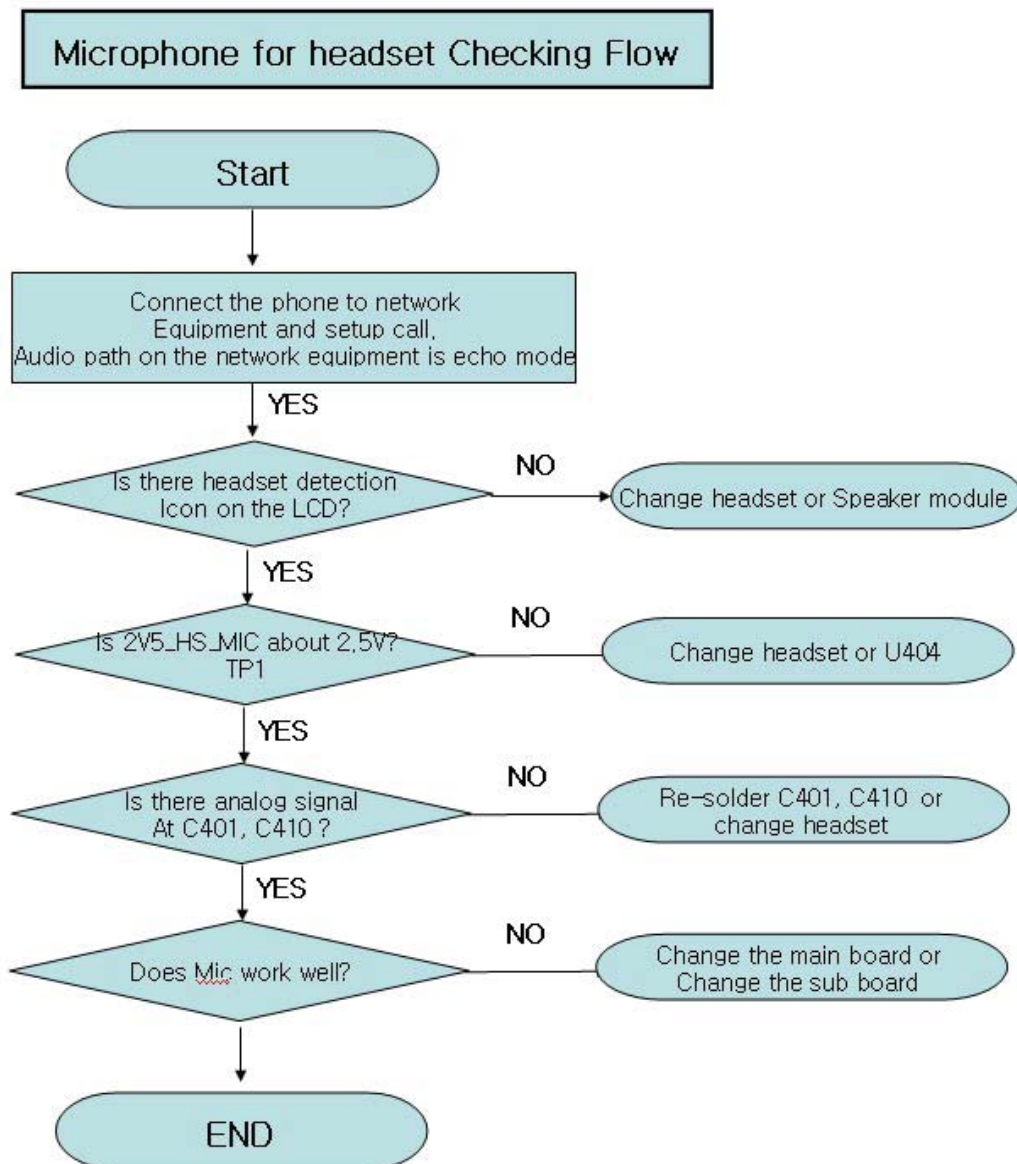 Microphone for headset Checking Flow
Start
Connect the phone to network
Equipment and setup call,
Audio path on the network equipment is echo mode
YES
Is there headset detection
Icon on the LCD?
NO
Change headset or Speaker module
YES
Is 2V5_HS_MIC about 2,5V?
TP1
NO
Change headset or U404
YES
Is there analog signal
At C401, C410 ?
NO
Re-solder C401, C410 or
change headset
YES
Does Mic work well?
NO
Change the main board or
Change the sub board
END